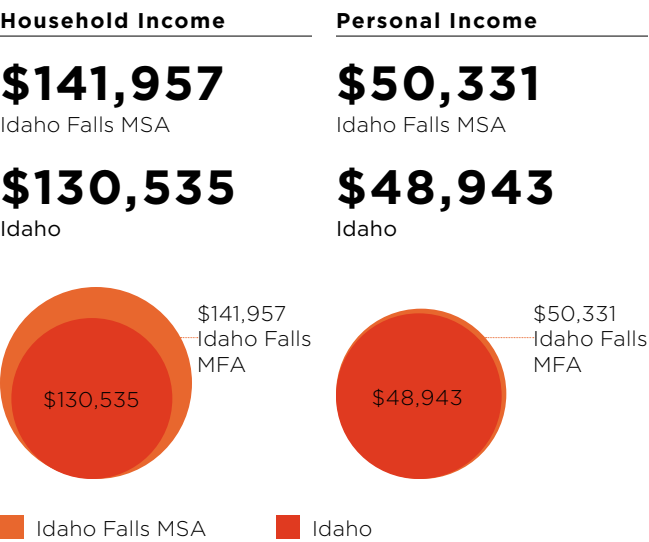 Household Income
$141,957
Idaho Falls MSA
$130,535
Idaho
$141,957
Idaho Falls
MFA
$130,535
Personal Income
$50,331
Idaho Falls MSA
$48,943
Idaho
$50,331
Idaho Falls
MFA
$48,943
Idaho Falls MSA
Idaho